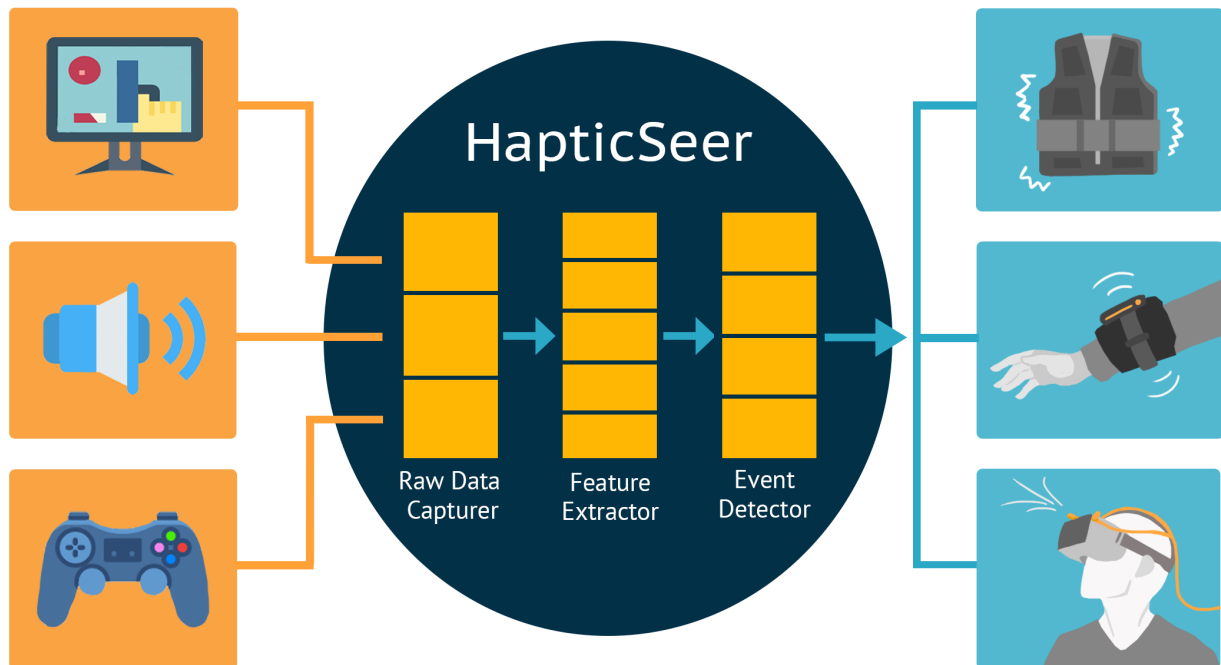 HapticSeer
Raw Data
Capturer
Feature
Extractor
Event
Detector